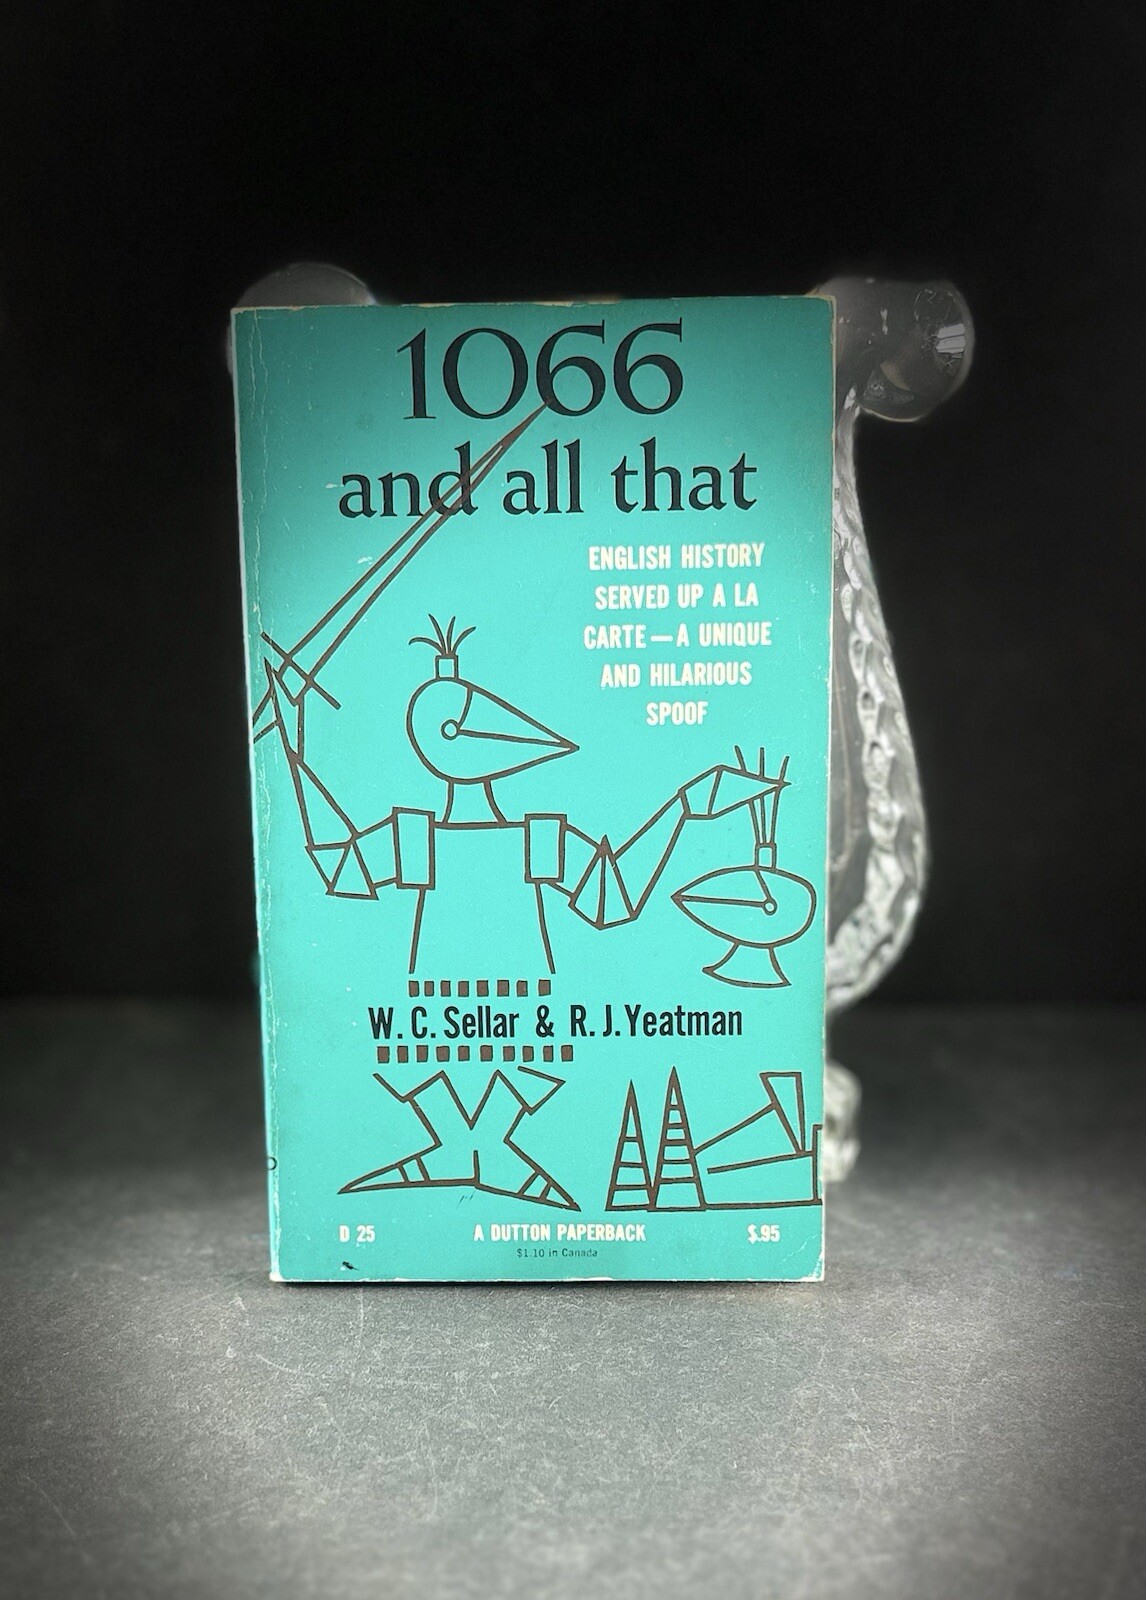 1066
and all that
ENGLISH HISTORY
SERVED UP A LA
CARTE—A UNIQUE
AND HILARIOUS
SPOOF
W. C. Sellar & R. J. Yeatman
D 25 A DUTTON PAPERBACK $.95
$1.10 in Canada